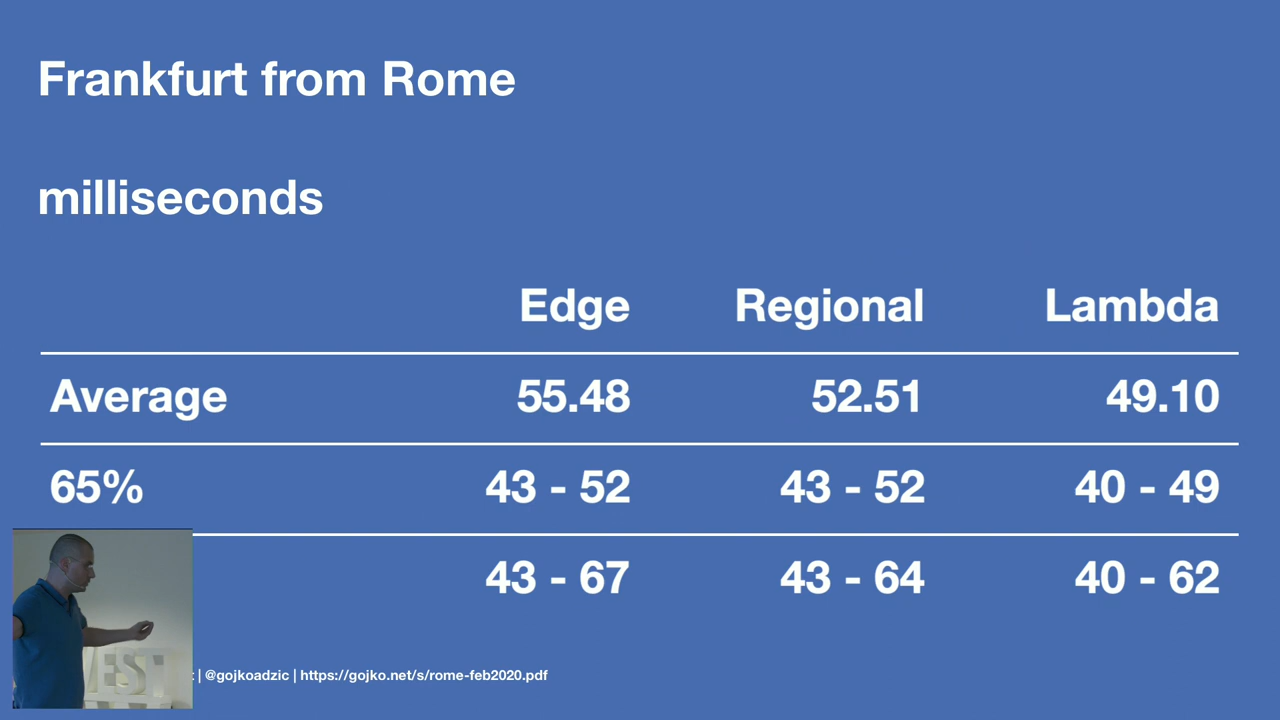 Frankfurt from Rome
milliseconds
Edge Regional Lambda
Average 55.48 52.51 49.10
65% 43 - 52 43 - 52 40 - 49
43 - 67 43 - 64 40 - 62
| @gojkoadzic | https://gojko.net/s/rome-feb2020.pdf
VEST